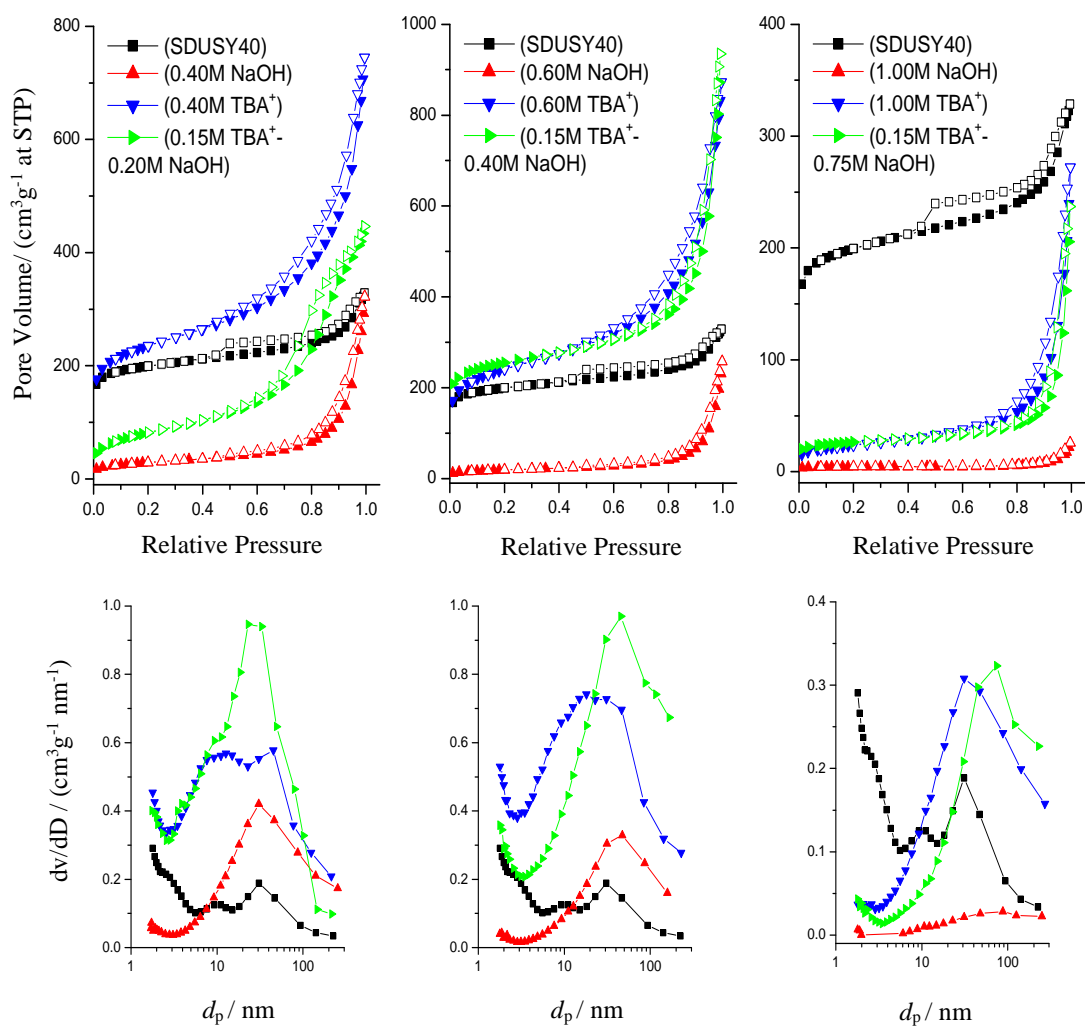 Pore Volume/ (cm³g⁻¹ at STP)
800
600
400
200
0
(SDUSY40)
(0.40M NaOH)
(0.40M TBA⁺)
(0.15M TBA⁺-
0.20M NaOH)
0.0 0.2 0.4 0.6 0.8 1.0
Relative Pressure
1000
800
600
400
200
0
(SDUSY40)
(0.60M NaOH)
(0.60M TBA⁺)
(0.15M TBA⁺-
0.40M NaOH)
0.0 0.2 0.4 0.6 0.8 1.0
Relative Pressure
400
300
200
100
50
0
(SDUSY40)
(1.00M NaOH)
(1.00M TBA⁺)
(0.15M TBA⁺-
0.75M NaOH)
0.0 0.2 0.4 0.6 0.8 1.0
Relative Pressure
dv/dD / (cm³g⁻¹ nm⁻¹)
1.0
0.8
0.6
0.4
0.2
0.0
1 10 100
dₚ / nm
1.0
0.8
0.6
0.4
0.2
0.0
1 10 100
dₚ / nm
0.4
0.3
0.2
0.1
0.0
1 10 100
dₚ / nm